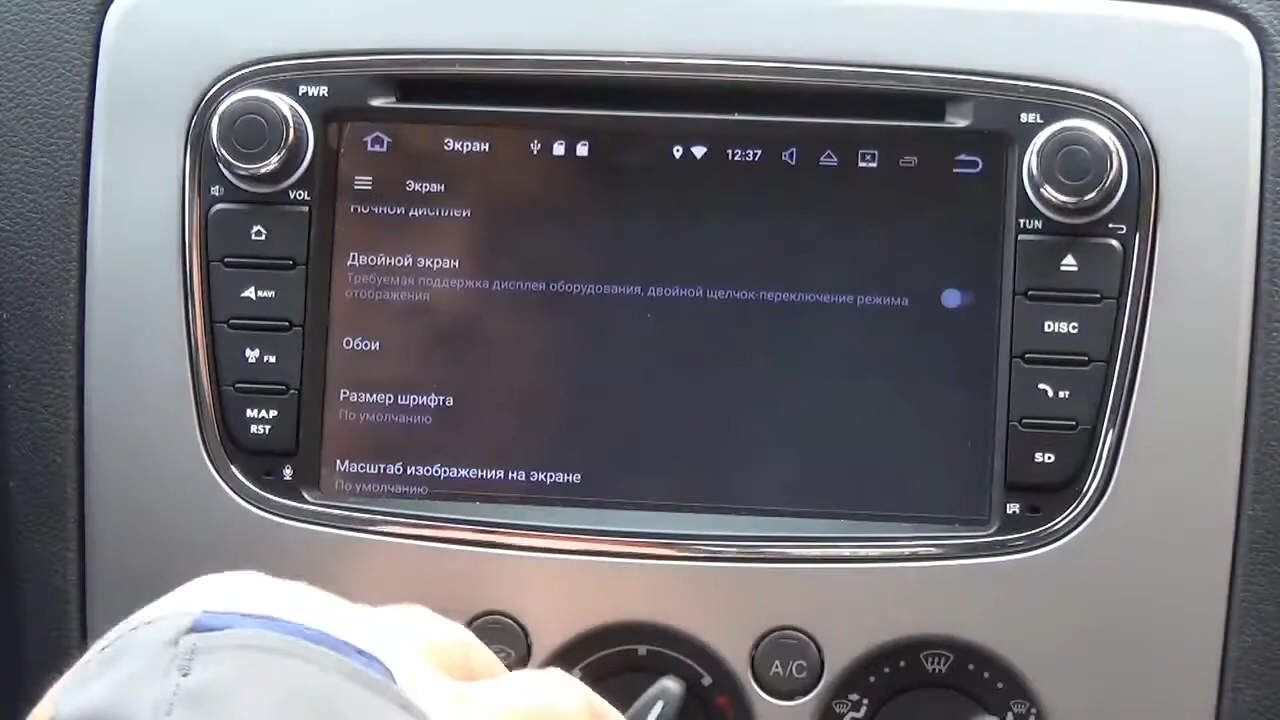 PWR
SEL
Экран
12:37
Экран
VOL
TUN
Ночной дисплей
Двойной экран
Требуемая поддержка дисплея оборудования, двойной щелчок-переключение режима
отображения
NAVI
DISC
Обои
FM
Размер шрифта
По умолчанию
BT
MAP
RST
Масштаб изображения на экране
По умолчанию
SD
IR
A/C